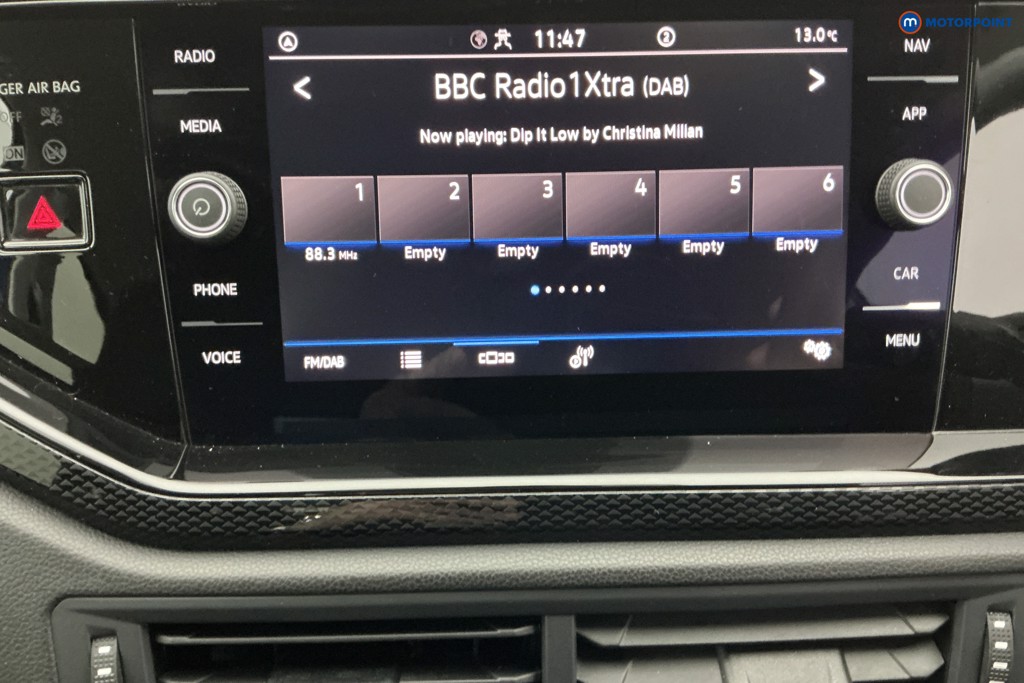 MOTORPOINT
RADIO
MEDIA
PHONE
VOICE
GER AIR BAG
OFF
ON
11:47
2
13.0°C
< BBC Radio1Xtra (DAB) >
Now playing: Dip It Low by Christina Milian
1 2 3 4 5 6
88.3 MHz Empty Empty Empty Empty Empty
FM/DAB
NAV
APP
CAR
MENU